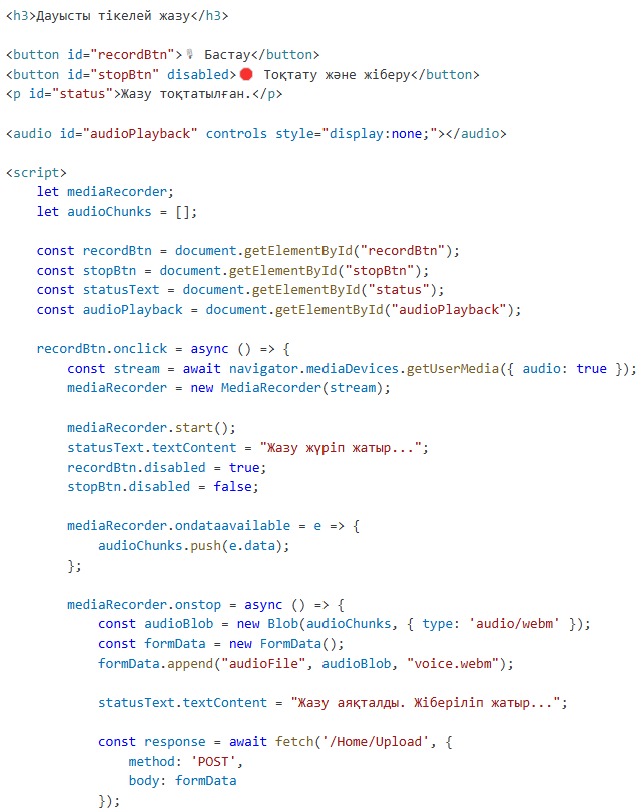 <h3>Дауысты тікелей жазу</h3>
<button id="recordBtn">🎙 Бастау</button>
<button id="stopBtn" disabled>🛑 Тоқтату және жіберу</button>
<p id="status">Жазу тоқтатылған.</p>
<audio id="audioPlayback" controls style="display:none;"></audio>
<script>
    let mediaRecorder;
    let audioChunks = [];
    const recordBtn = document.getElementById("recordBtn");
    const stopBtn = document.getElementById("stopBtn");
    const statusText = document.getElementById("status");
    const audioPlayback = document.getElementById("audioPlayback");
    recordBtn.onclick = async () => {
        const stream = await navigator.mediaDevices.getUserMedia({ audio: true });
        mediaRecorder = new MediaRecorder(stream);
        mediaRecorder.start();
        statusText.textContent = "Жазу жүріп жатыр...";
        recordBtn.disabled = true;
        stopBtn.disabled = false;
        mediaRecorder.ondataavailable = e => {
            audioChunks.push(e.data);
        };
        mediaRecorder.onstop = async () => {
            const audioBlob = new Blob(audioChunks, { type: 'audio/webm' });
            const formData = new FormData();
            formData.append("audioFile", audioBlob, "voice.webm");
            statusText.textContent = "Жазу аяқталды. Жіберіліп жатыр...";
            const response = await fetch('/Home/Upload', {
                method: 'POST',
                body: formData
            });